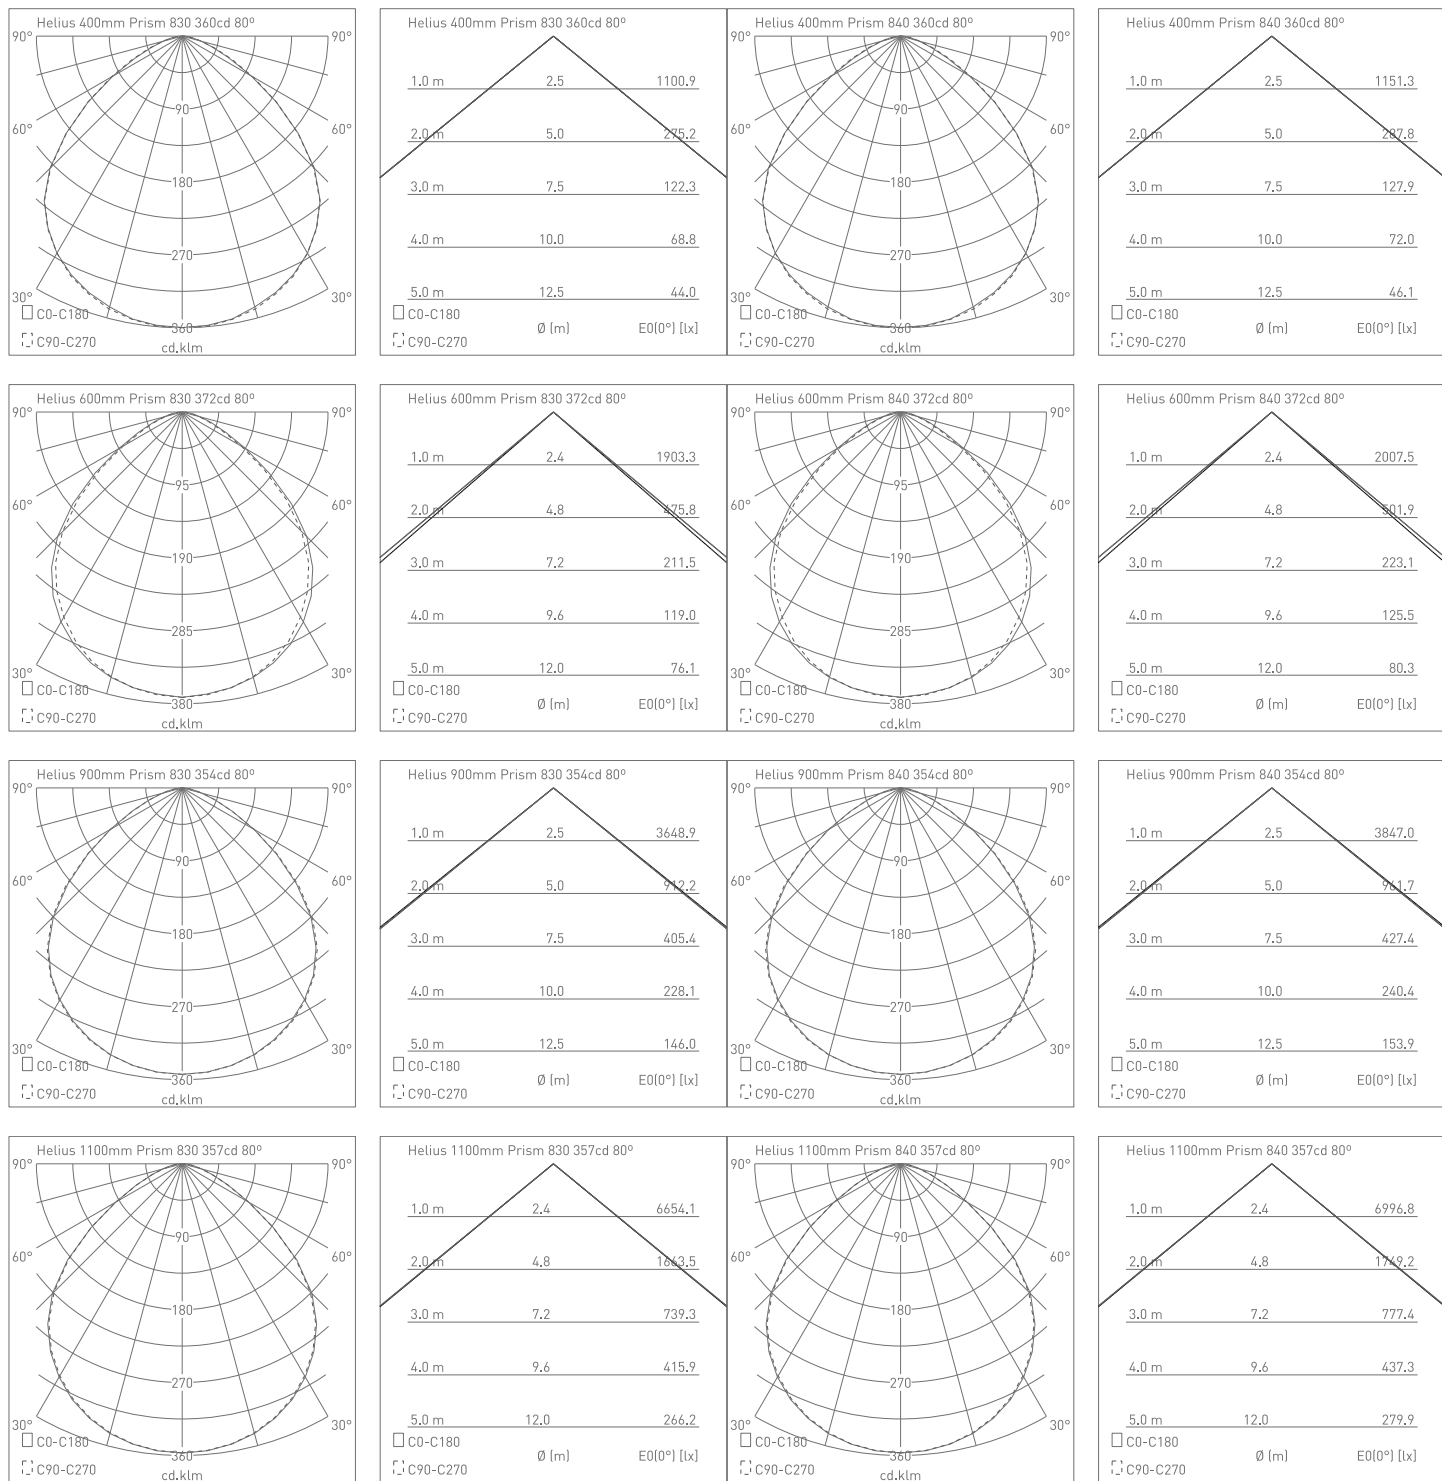 Helius 400mm Prism 830 360cd 80º
90° 90°
90
60° 60°
180
270
30° 30°
C0-C180
360
C90-C270
cd.klm
Helius 400mm Prism 830 360cd 80º
1.0 m 2.5 1100.9
2.0 m 5.0 275.2
3.0 m 7.5 122.3
4.0 m 10.0 68.8
5.0 m 12.5 44.0
C0-C180
Ø (m) E0(0°) [lx]
C90-C270
Helius 400mm Prism 840 360cd 80º
90° 90°
90
60° 60°
180
270
30° 30°
C0-C180
360
C90-C270
cd.klm
Helius 400mm Prism 840 360cd 80º
1.0 m 2.5 1151.3
2.0 m 5.0 287.8
3.0 m 7.5 127.9
4.0 m 10.0 72.0
5.0 m 12.5 46.1
C0-C180
Ø (m) E0(0°) [lx]
C90-C270
Helius 600mm Prism 830 372cd 80º
90° 90°
95
60° 60°
190
285
30° 30°
C0-C180
380
C90-C270
cd.klm
Helius 600mm Prism 830 372cd 80º
1.0 m 2.4 1903.3
2.0 m 4.8 475.8
3.0 m 7.2 211.5
4.0 m 9.6 119.0
5.0 m 12.0 76.1
C0-C180
Ø (m) E0(0°) [lx]
C90-C270
Helius 600mm Prism 840 372cd 80º
90° 90°
95
60° 60°
190
285
30° 30°
C0-C180
380
C90-C270
cd.klm
Helius 600mm Prism 840 372cd 80º
1.0 m 2.4 2007.5
2.0 m 4.8 501.9
3.0 m 7.2 223.1
4.0 m 9.6 125.5
5.0 m 12.0 80.3
C0-C180
Ø (m) E0(0°) [lx]
C90-C270
Helius 900mm Prism 830 354cd 80º
90° 90°
90
60° 60°
180
270
30° 30°
C0-C180
360
C90-C270
cd.klm
Helius 900mm Prism 830 354cd 80º
1.0 m 2.5 3648.9
2.0 m 5.0 912.2
3.0 m 7.5 405.4
4.0 m 10.0 228.1
5.0 m 12.5 146.0
C0-C180
Ø (m) E0(0°) [lx]
C90-C270
Helius 900mm Prism 840 354cd 80º
90° 90°
90
60° 60°
180
270
30° 30°
C0-C180
360
C90-C270
cd.klm
Helius 900mm Prism 840 354cd 80º
1.0 m 2.5 3847.0
2.0 m 5.0 961.7
3.0 m 7.5 427.4
4.0 m 10.0 240.4
5.0 m 12.5 153.9
C0-C180
Ø (m) E0(0°) [lx]
C90-C270
Helius 1100mm Prism 830 357cd 80º
90° 90°
90
60° 60°
180
270
30° 30°
C0-C180
360
C90-C270
cd.klm
Helius 1100mm Prism 830 357cd 80º
1.0 m 2.4 6654.1
2.0 m 4.8 1663.5
3.0 m 7.2 739.3
4.0 m 9.6 415.9
5.0 m 12.0 266.2
C0-C180
Ø (m) E0(0°) [lx]
C90-C270
Helius 1100mm Prism 840 357cd 80º
90° 90°
90
60° 60°
180
270
30° 30°
C0-C180
360
C90-C270
cd.klm
Helius 1100mm Prism 840 357cd 80º
1.0 m 2.4 6996.8
2.0 m 4.8 1749.2
3.0 m 7.2 777.4
4.0 m 9.6 437.3
5.0 m 12.0 279.9
C0-C180
Ø (m) E0(0°) [lx]
C90-C270